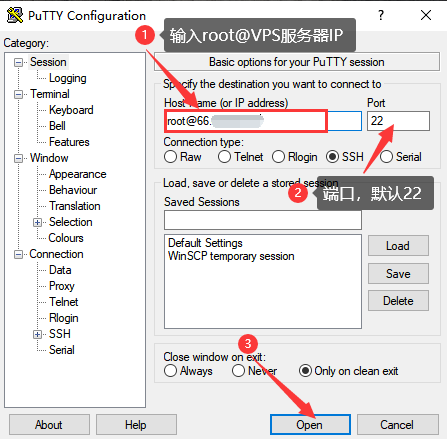 PuTTY Configuration
? ×
1 输入root@VPS服务器IP
Category:
Session
Logging
Terminal
Keyboard
Bell
Features
Window
Appearance
Behaviour
Translation
Selection
Colours
Connection
Data
Proxy
Telnet
Rlogin
SSH
Serial
Basic options for your PuTTY session
Specify the destination you want to connect to
Host Name (or IP address)
Port
root@66.
22
Connection type:
Raw Telnet Rlogin SSH Serial
2 端口，默认22
Load, save or delete a stored session
Saved Sessions
Default Settings
WinSCP temporary session
Load
Save
Delete
3
Close window on exit:
Always Never Only on clean exit
About Help Open Cancel